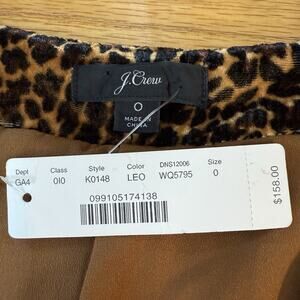 J.Crew
0
MADE IN
CHINA
Dept Class Style Color DNS12006 Size
GA4 0I0 K0148 LEO WQ5795 0
099105174138
$158.00